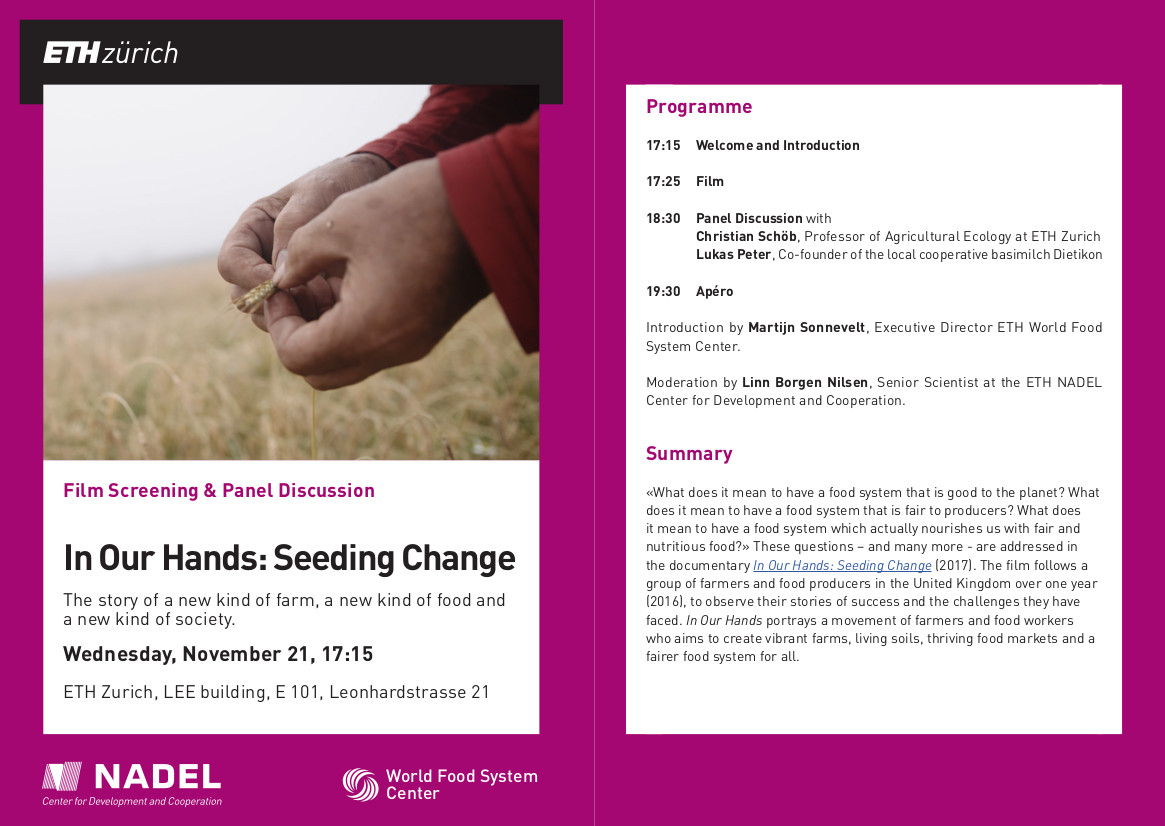 ETH zürich
Film Screening & Panel Discussion
In Our Hands: Seeding Change
The story of a new kind of farm, a new kind of food and
a new kind of society.
Wednesday, November 21, 17:15
ETH Zurich, LEE building, E 101, Leonhardstrasse 21
NADEL
Center for Development and Cooperation
World Food System
Center
Programme
17:15 Welcome and Introduction
17:25 Film
18:30 Panel Discussion with
Christian Schöb, Professor of Agricultural Ecology at ETH Zurich
Lukas Peter, Co-founder of the local cooperative basimilch Dietikon
19:30 Apéro
Introduction by Martijn Sonnevelt, Executive Director ETH World Food
System Center.
Moderation by Linn Borgen Nilsen, Senior Scientist at the ETH NADEL
Center for Development and Cooperation.
Summary
«What does it mean to have a food system that is good to the planet? What
does it mean to have a food system that is fair to producers? What does
it mean to have a food system which actually nourishes us with fair and
nutritious food?» These questions – and many more - are addressed in
the documentary In Our Hands: Seeding Change (2017). The film follows a
group of farmers and food producers in the United Kingdom over one year
(2016), to observe their stories of success and the challenges they have
faced. In Our Hands portrays a movement of farmers and food workers
who aims to create vibrant farms, living soils, thriving food markets and a
fairer food system for all.